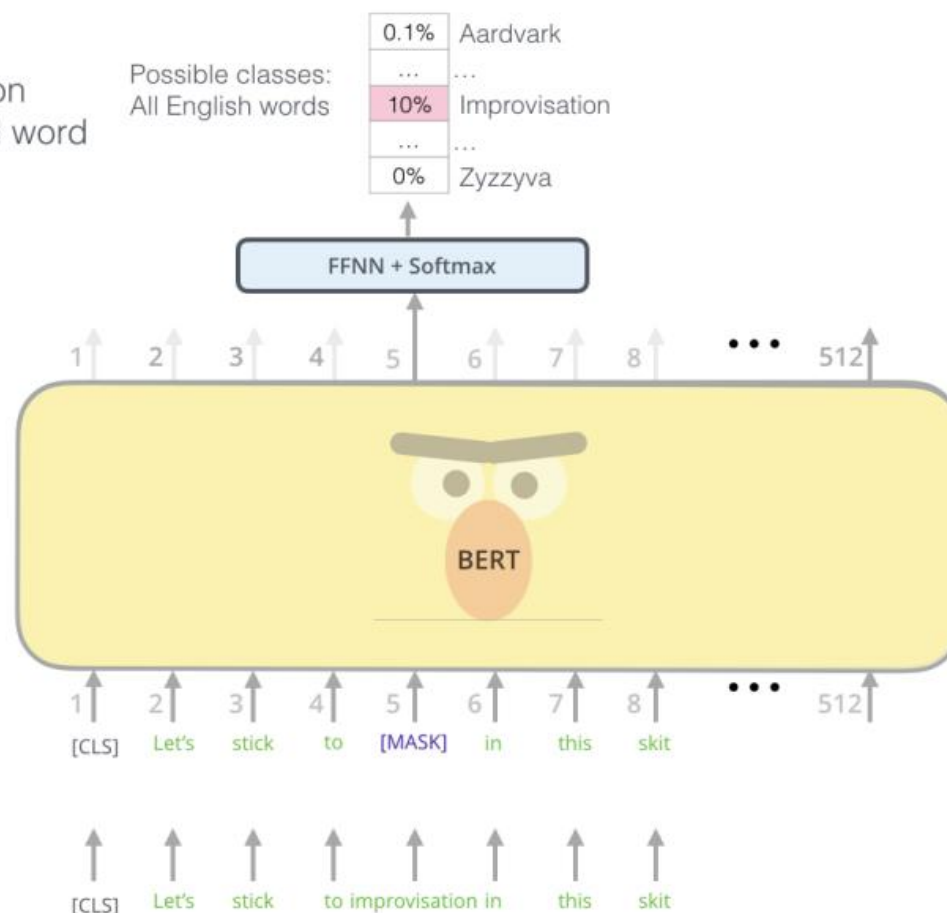 0.1% Aardvark
Possible classes: ... ...
on
All English words 10% Improvisation
word
... ...
0% Zyzzyva
FFNN + Softmax
1 2 3 4 5 6 7 8 ... 512
BERT
1 2 3 4 5 6 7 8 ... 512
[CLS] Let's stick to [MASK] in this skit
[CLS] Let's stick to improvisation in this skit